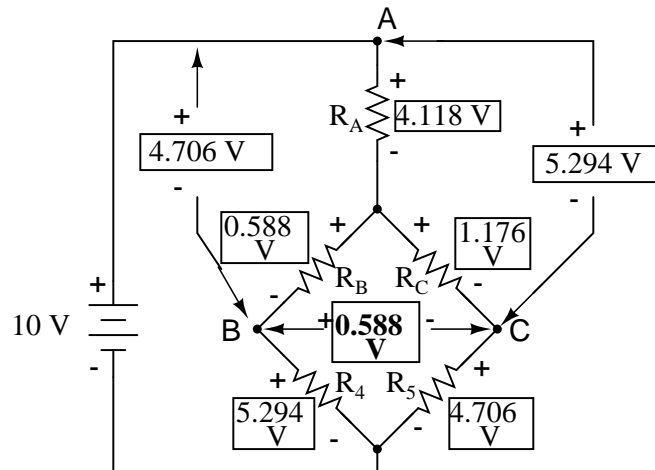 A
+
+
+
R_A
4.118 V
4.706 V
5.294 V
-
-
-
0.588
V
+
+
1.176
V
+
R_B
R_C
-
-
10 V
B
+
0.588
V
-
C
-
+
R_4
R_5
+
5.294
V
4.706
V
-
-